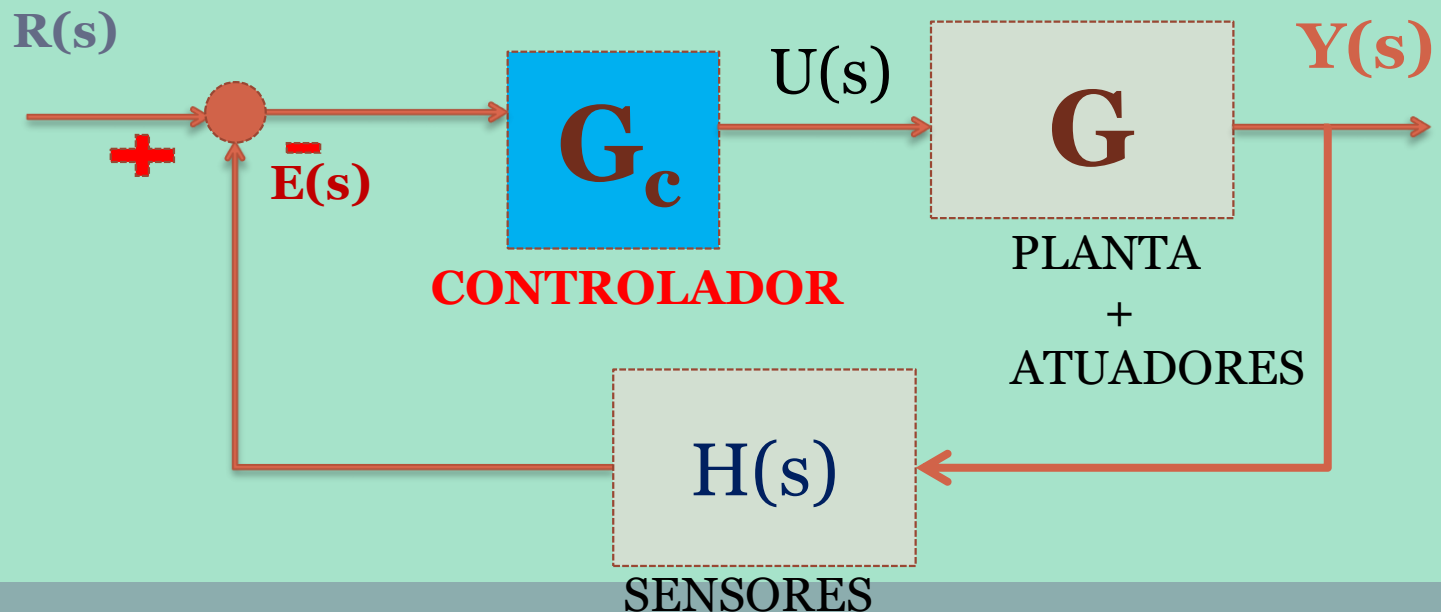 R(s)
+
-
E(s)
Gc
CONTROLADOR
U(s)
G
PLANTA
+
ATUADORES
Y(s)
H(s)
SENSORES